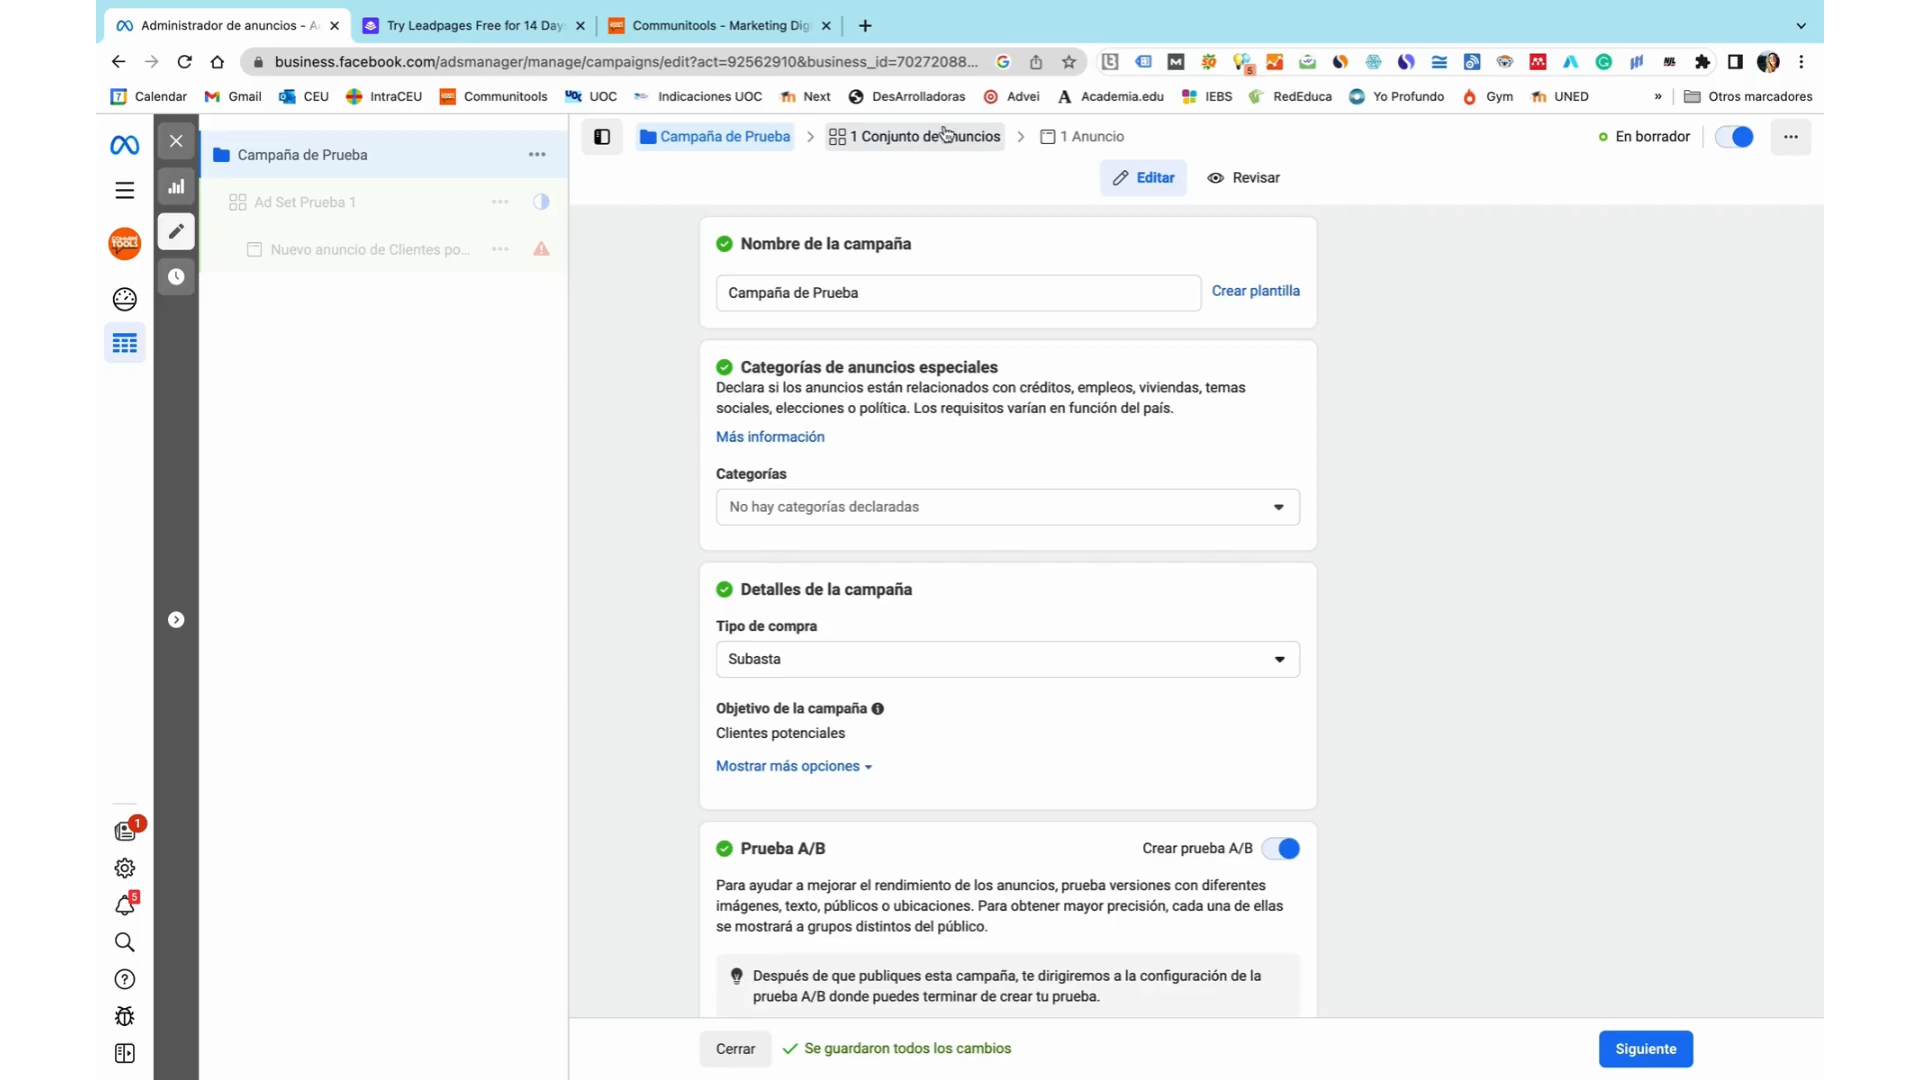 Administrador de anuncios - A
Try Leadpages Free for 14 Days
Communitools - Marketing Digi
business.facebook.com/adsmanager/manage/campaigns/edit?act=92562910&business_id=70272088...
Calendar
Gmail
CEU
IntraCEU
Communitools
UOC
Indicaciones UOC
Next
DesArrolladoras
Advei
Academia.edu
IEBS
RedEduca
Yo Profundo
Gym
UNED
»
Otros marcadores
Campaña de Prueba
Ad Set Prueba 1
Nuevo anuncio de Clientes po...
Campaña de Prueba
1 Conjunto de anuncios
1 Anuncio
En borrador
Editar
Revisar
Nombre de la campaña
Campaña de Prueba
Crear plantilla
Categorías de anuncios especiales
Declara si los anuncios están relacionados con créditos, empleos, viviendas, temas
sociales, elecciones o política. Los requisitos varían en función del país.
Más información
Categorías
No hay categorías declaradas
Detalles de la campaña
Tipo de compra
Subasta
Objetivo de la campaña
Clientes potenciales
Mostrar más opciones
Prueba A/B
Crear prueba A/B
Para ayudar a mejorar el rendimiento de los anuncios, prueba versiones con diferentes
imágenes, texto, públicos o ubicaciones. Para obtener mayor precisión, cada una de ellas
se mostrará a grupos distintos del público.
Después de que publiques esta campaña, te dirigiremos a la configuración de la
prueba A/B donde puedes terminar de crear tu prueba.
1
5
Cerrar
Se guardaron todos los cambios
Siguiente